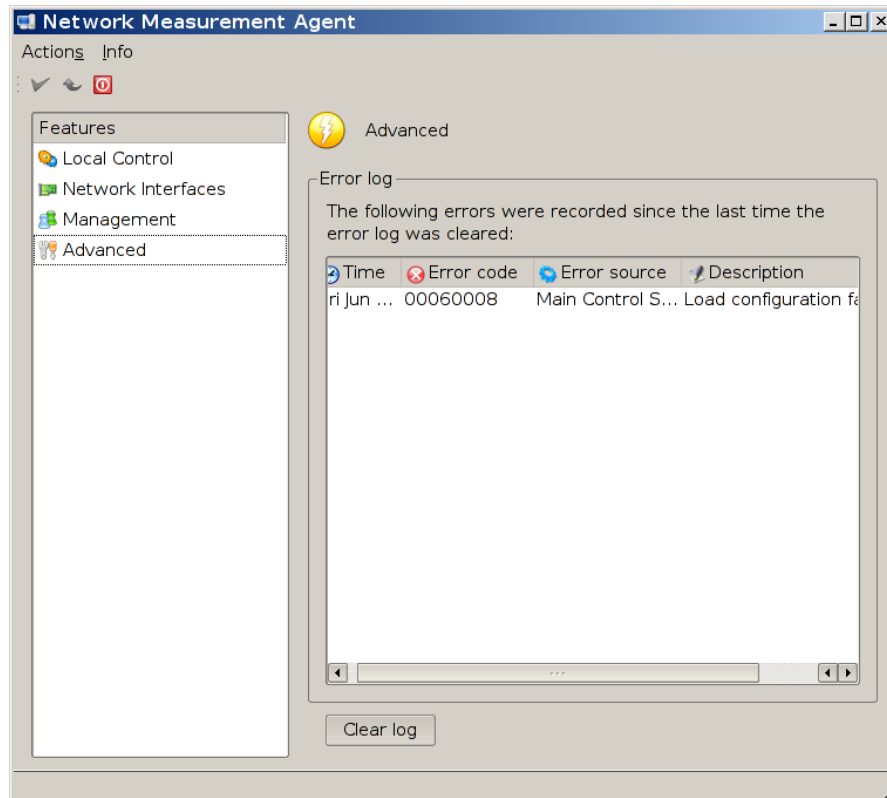 Network Measurement Agent
Actions Info
Features
Local Control
Network Interfaces
Management
Advanced
Advanced
Error log
The following errors were recorded since the last time the
error log was cleared:
Time Error code Error source Description
ri Jun ... 00060008 Main Control S... Load configuration fa
Clear log